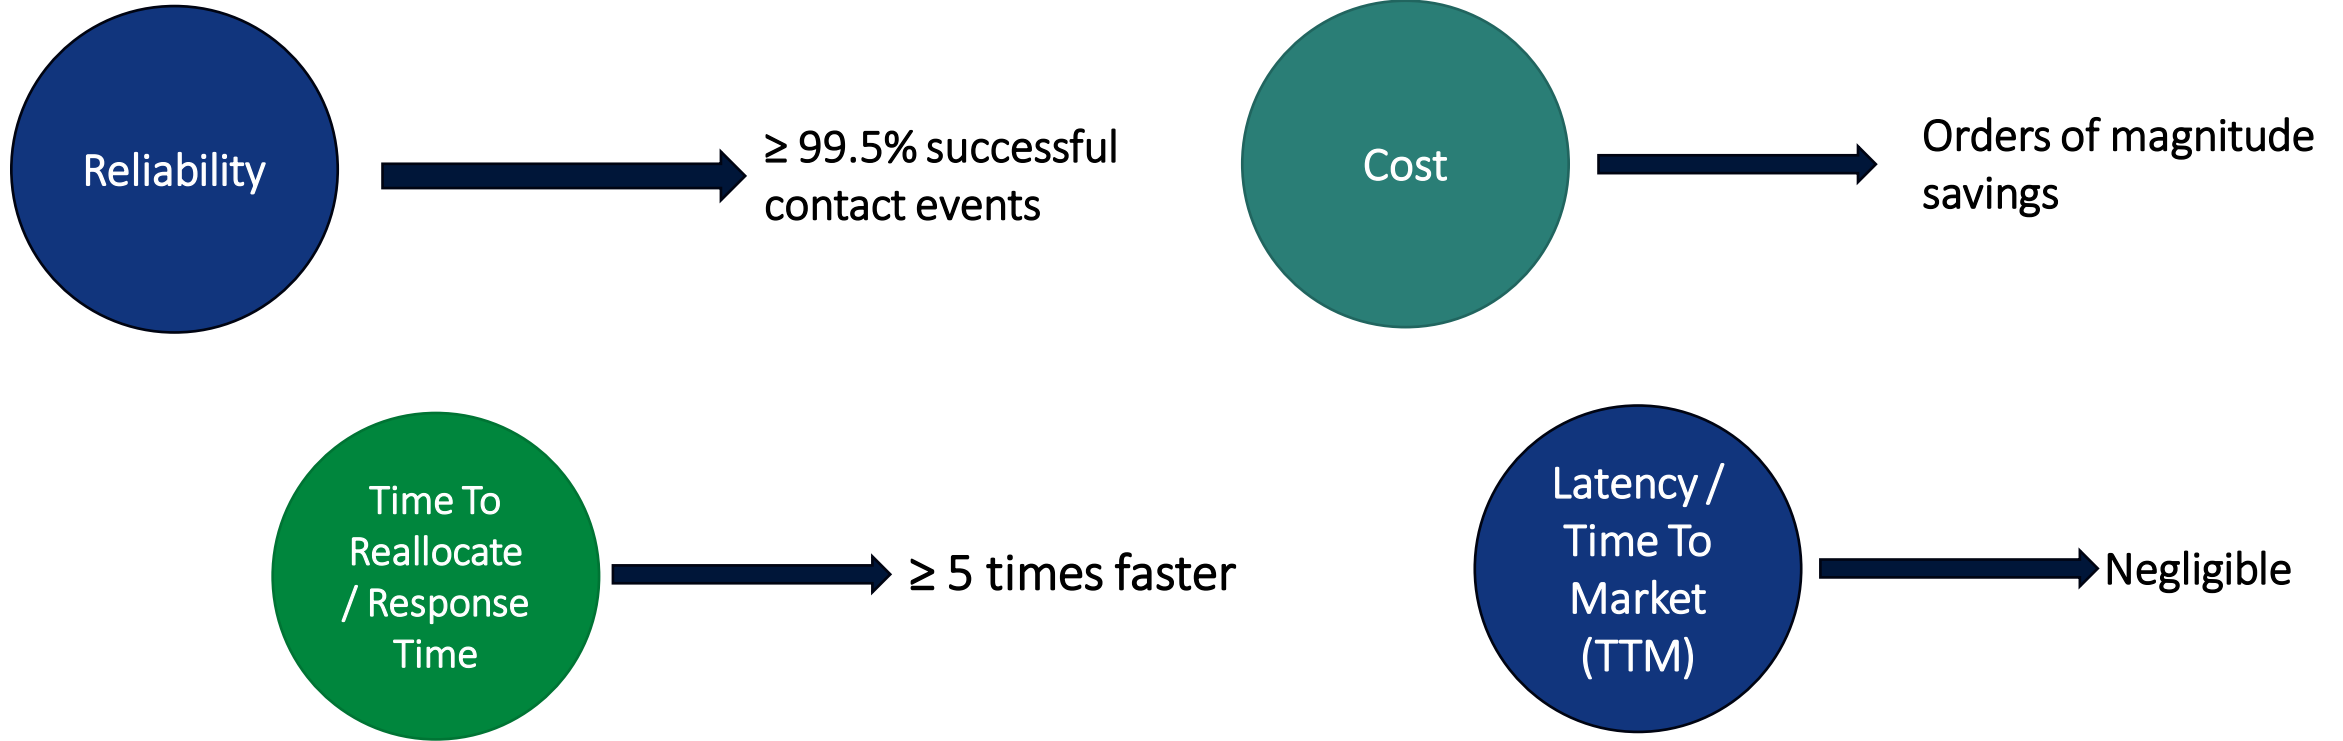 Reliability
≥ 99.5% successful
contact events
Cost
Orders of magnitude
savings
Time To
Reallocate
/ Response
Time
≥ 5 times faster
Latency /
Time To
Market
(TTM)
Negligible